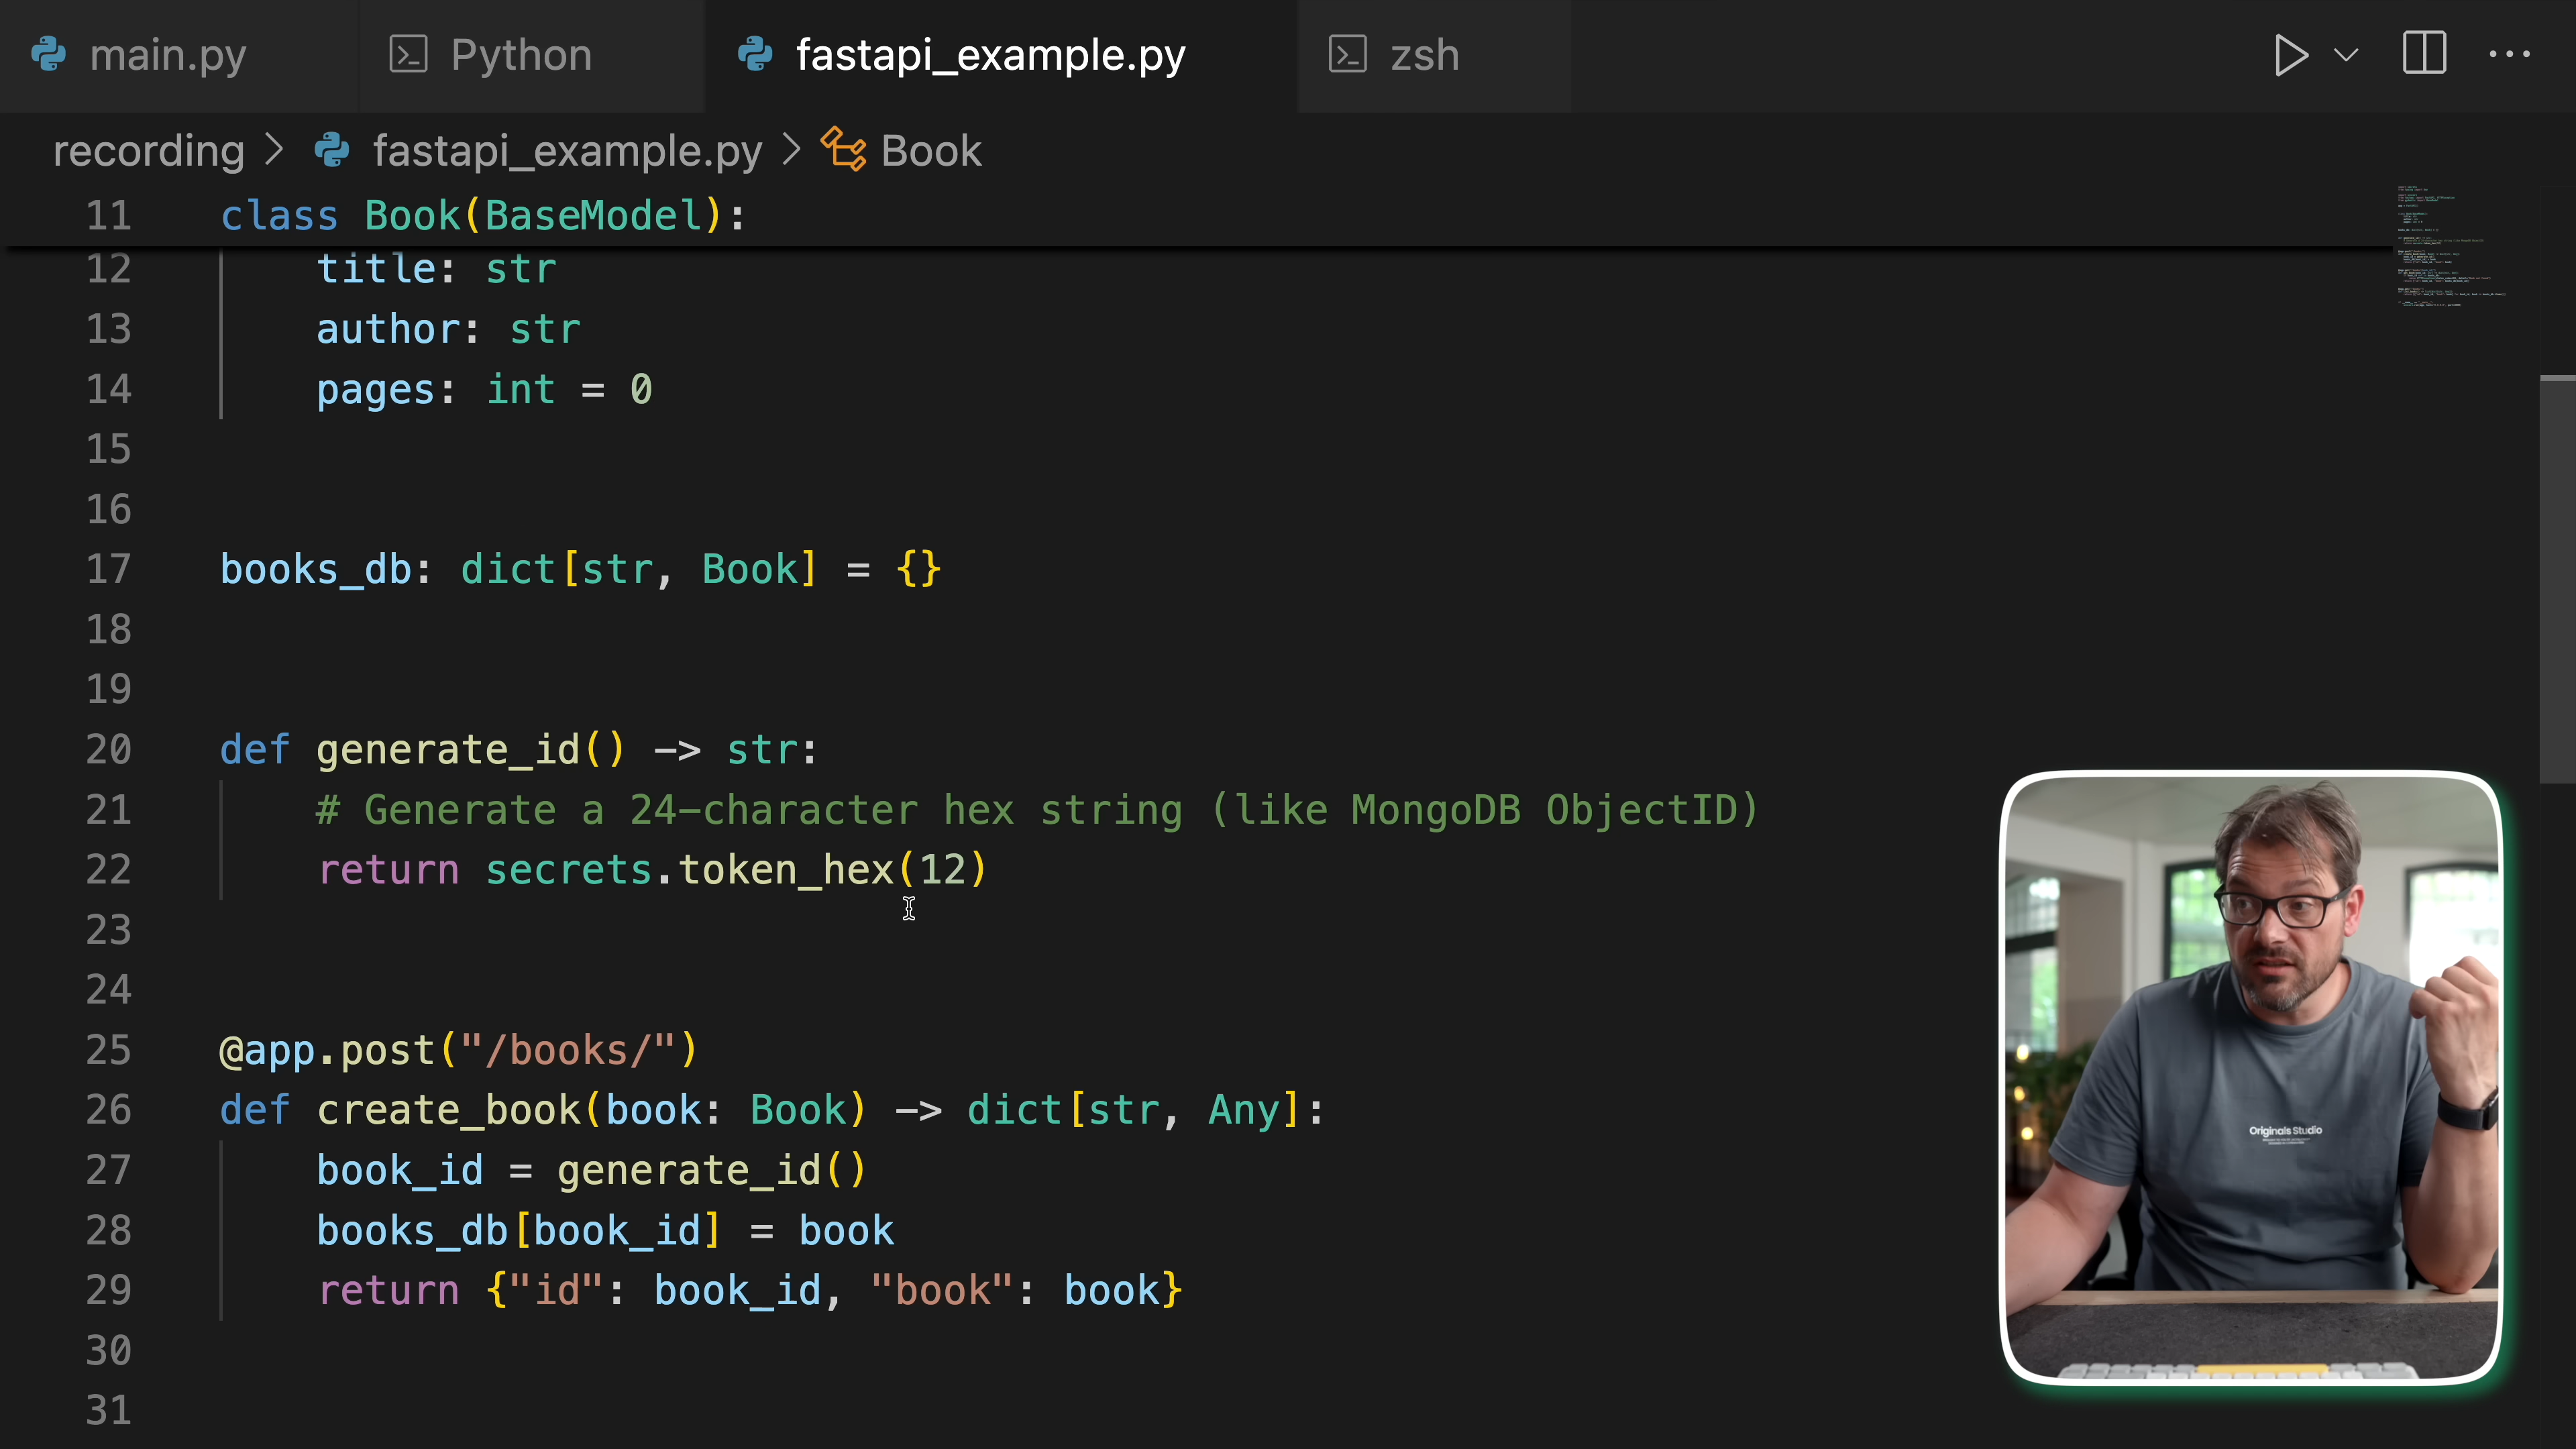 main.py Python fastapi_example.py zsh
recording > fastapi_example.py > Book
11 class Book(BaseModel):
12 title: str
13 author: str
14 pages: int = 0
15
16
17 books_db: dict[str, Book] = {}
18
19
20 def generate_id() -> str:
21 # Generate a 24-character hex string (like MongoDB ObjectID)
22 return secrets.token_hex(12)
23
24
25 @app.post("/books/")
26 def create_book(book: Book) -> dict[str, Any]:
27 book_id = generate_id()
28 books_db[book_id] = book
29 return {"id": book_id, "book": book}
30
31
Originals Studio